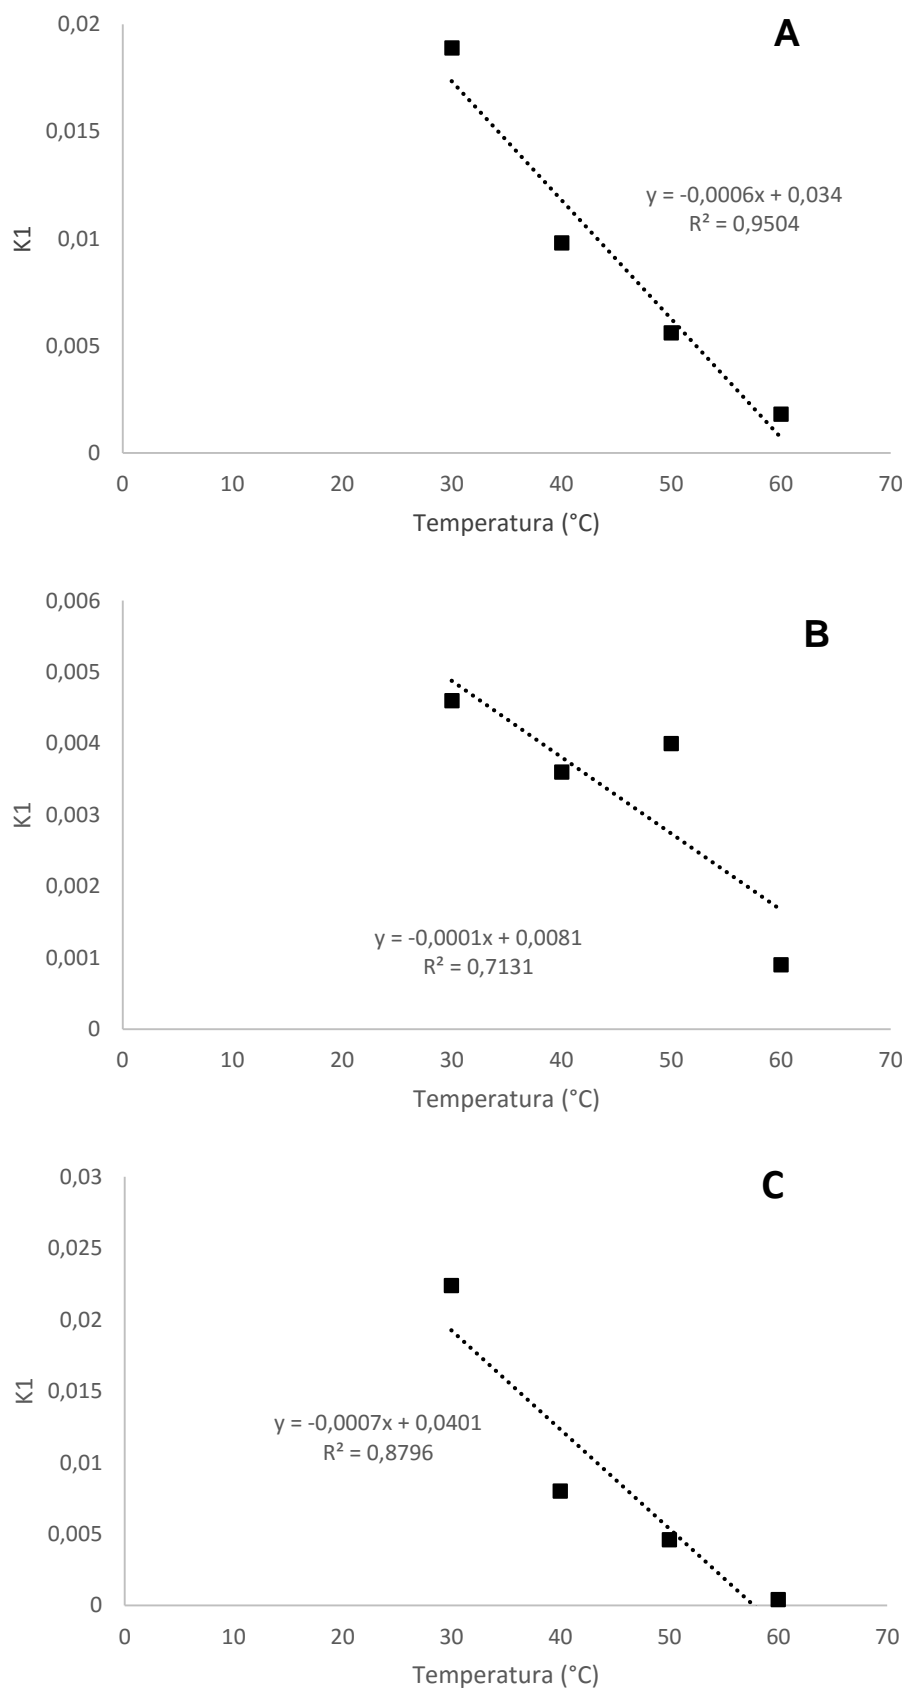 A
0,02
0,015
0,01
0,005
0
K1
y = -0,0006x + 0,034
R² = 0,9504
0 10 20 30 40 50 60 70
Temperatura (°C)
B
0,006
0,005
0,004
0,003
0,002
0,001
0
K1
y = -0,0001x + 0,0081
R² = 0,7131
0 10 20 30 40 50 60 70
Temperatura (°C)
C
0,03
0,025
0,02
0,015
0,01
0,005
0
K1
y = -0,0007x + 0,0401
R² = 0,8796
0 10 20 30 40 50 60 70
Temperatura (°C)